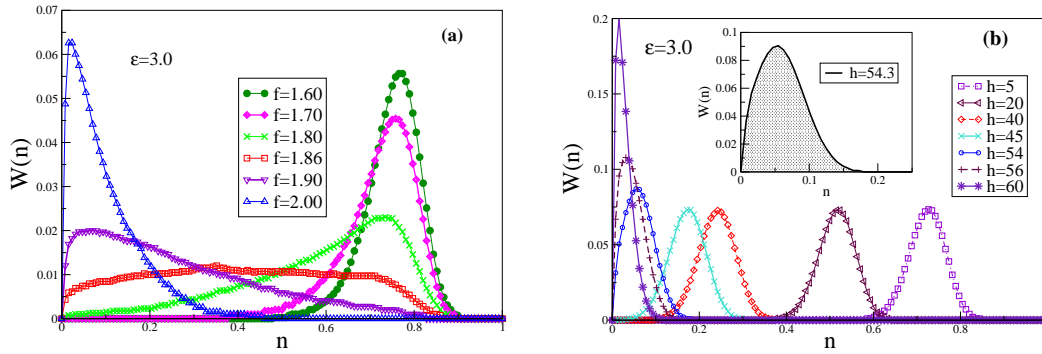 (a)
ε=3.0
f=1.60
f=1.70
f=1.80
f=1.86
f=1.90
f=2.00
0.07
0.06
0.05
0.04
0.03
0.02
0.01
0
W(n)
0 0.2 0.4 0.6 0.8 1
n
(b)
ε=3.0
h=5
h=20
h=40
h=45
h=54
h=56
h=60
0.2
0.15
0.1
0.05
0
W(n)
0 0.2 0.4 0.6 0.8
n
h=54.3
0.1
0.08
0.06
0.04
0.02
0
W(n)
0 0.1 0.2
n